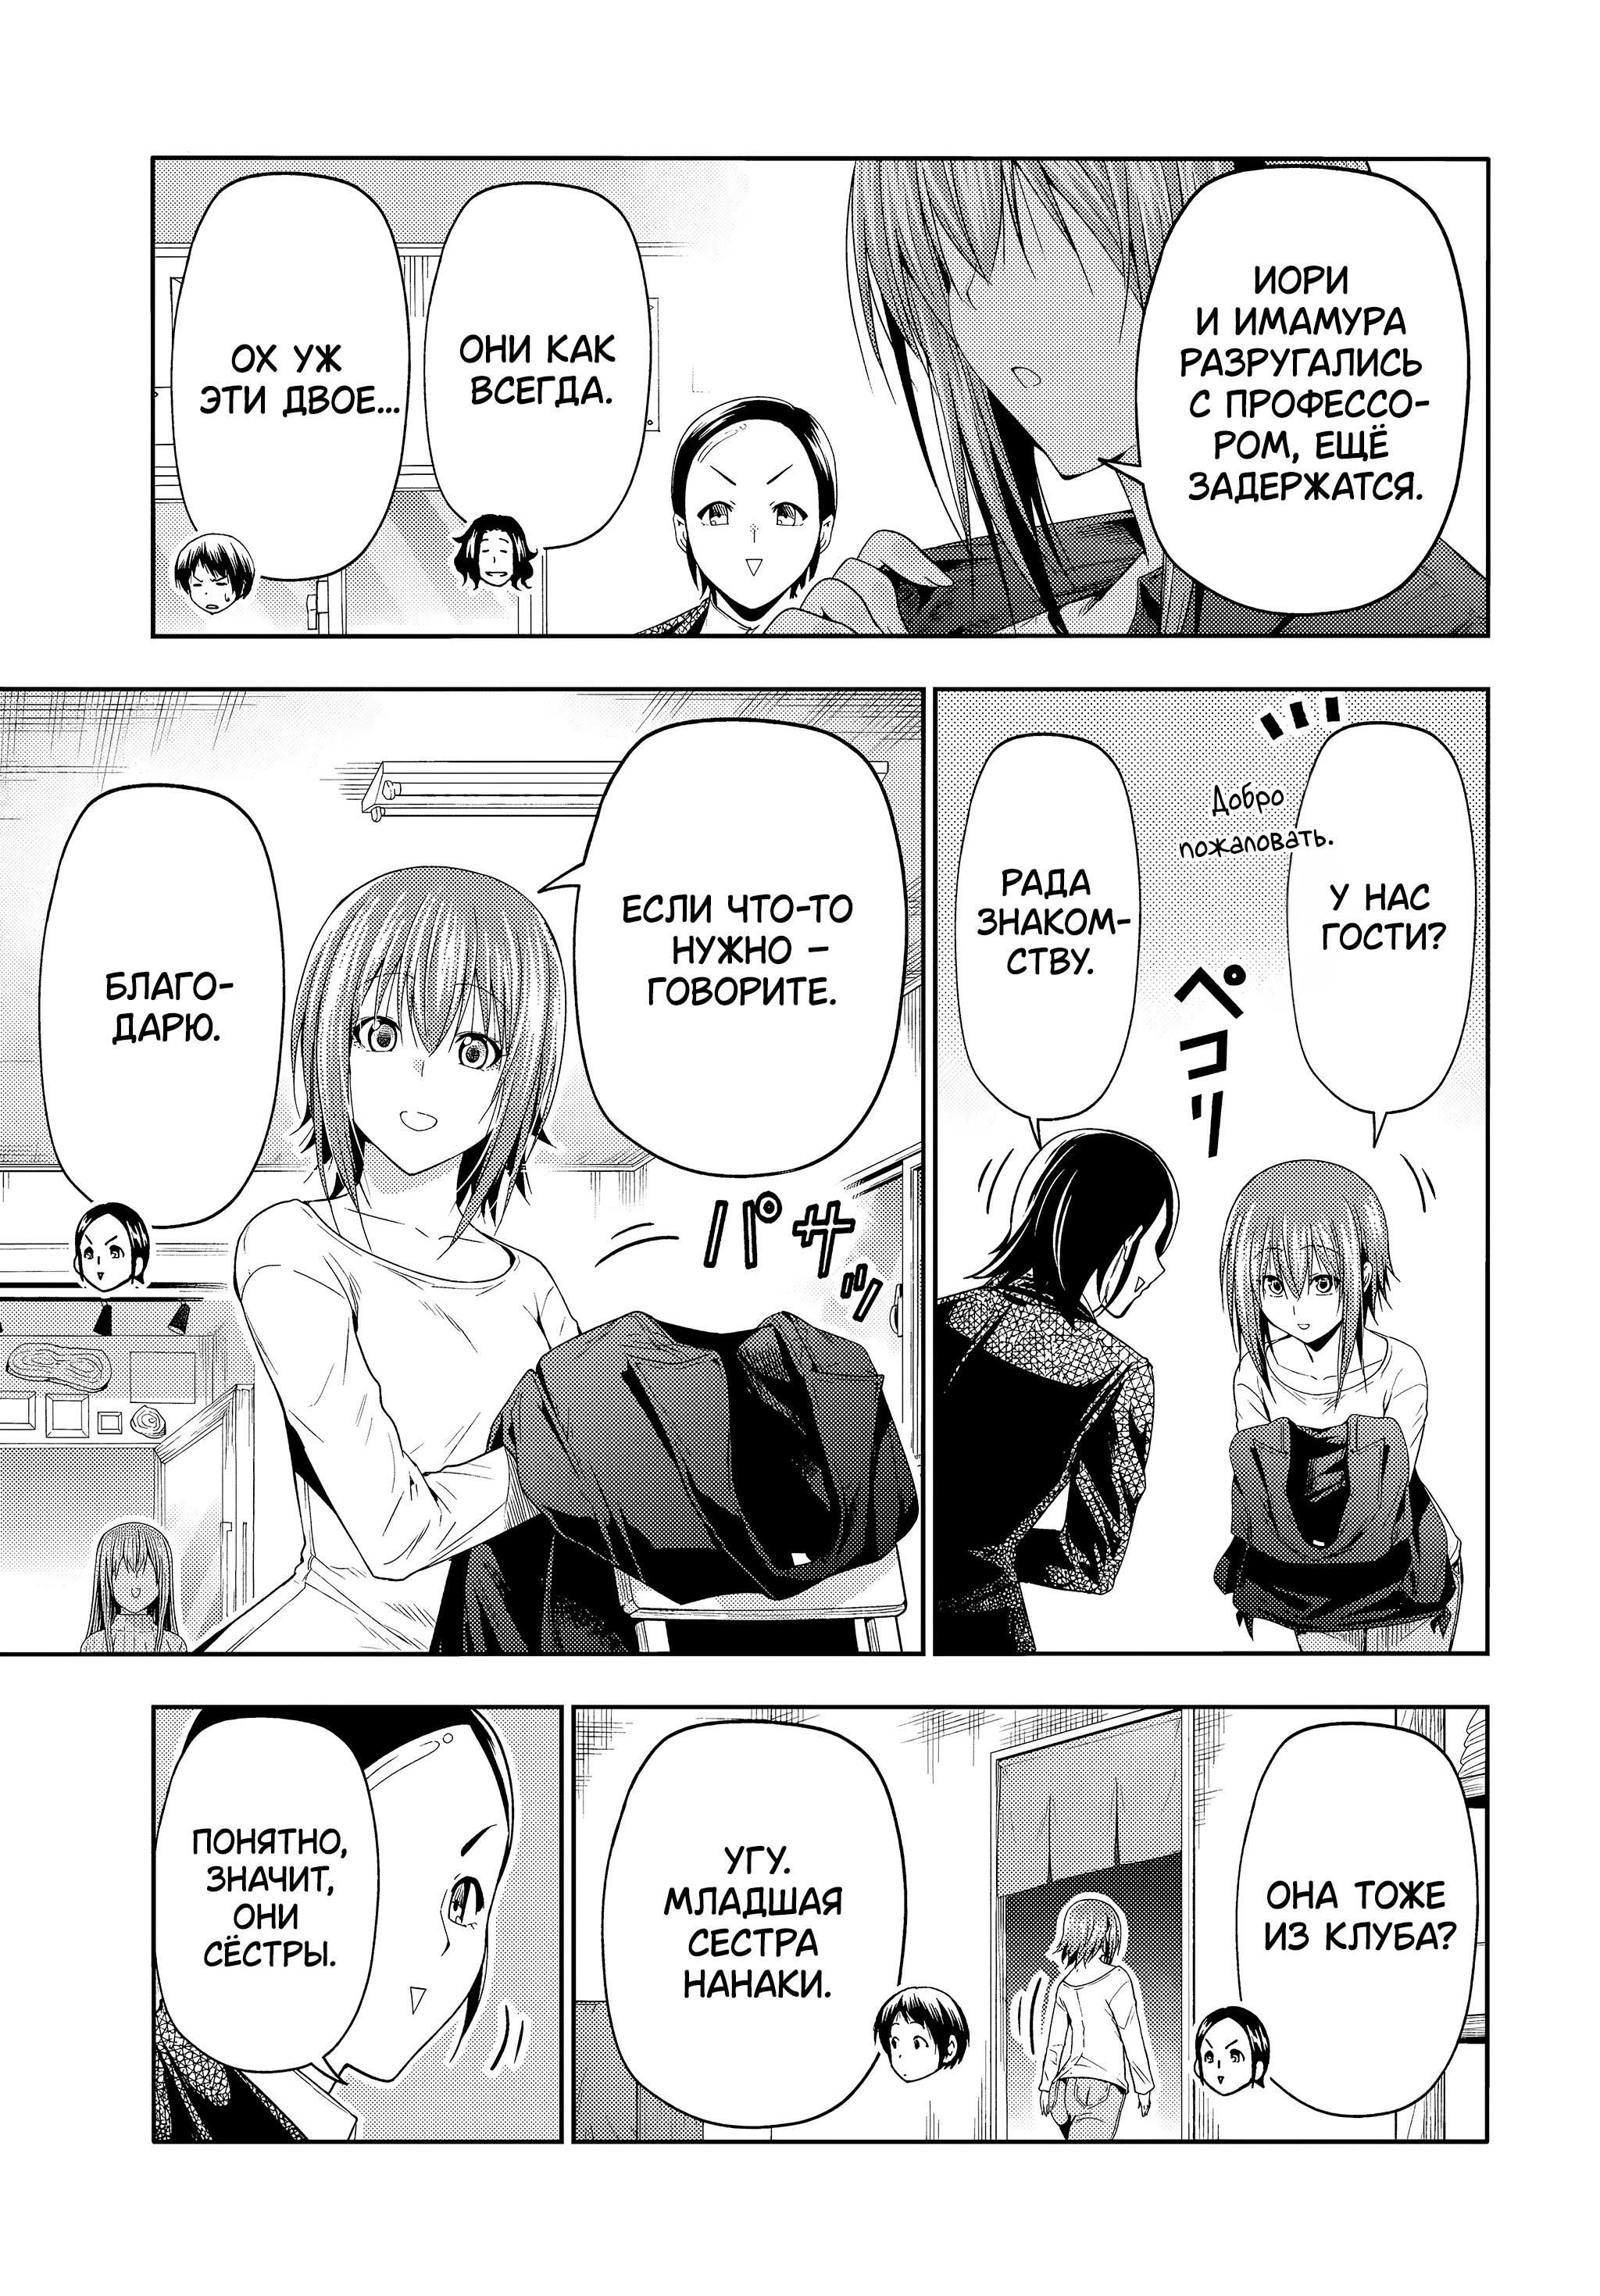 ИОРИ
И ИМАМУРА
РАЗРУГАЛИСЬ
С ПРОФЕССО-
РОМ, ЕЩЁ
ЗАДЕРЖАТСЯ.
ОНИ КАК
ВСЕГДА.
ОХ УЖ
ЭТИ ДВОЕ...
У НАС
ГОСТИ?
Добро
пожаловать.
РАДА
ЗНАКОМ-
СТВУ.
ペコリ
ЕСЛИ ЧТО-ТО
НУЖНО –
ГОВОРИТЕ.
パサ
БЛАГО-
ДАРЮ.
ОНА ТОЖЕ
ИЗ КЛУБА?
УГУ.
МЛАДШАЯ
СЕСТРА
НАНАКИ.
ПОНЯТНО,
ЗНАЧИТ,
ОНИ
СЁСТРЫ.